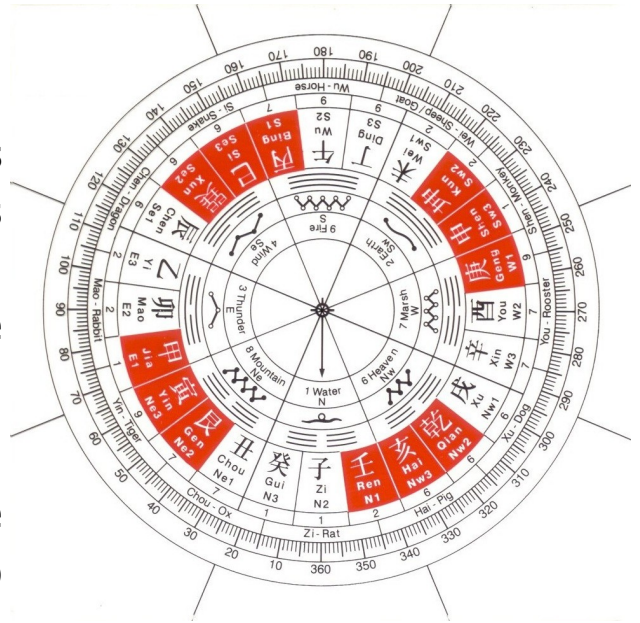 360
10
20
30
40
50
60
70
80
90
100
110
120
130
140
150
160
170
180
190
200
210
220
230
240
250
260
270
280
290
300
310
320
330
340
350
Zi - Rat
Chou - Ox
Yin - Tiger
Mao - Rabbit
Chen - Dragon
Si - Snake
Wu - Horse
Wei - Sheep/Goat
Shen - Monkey
You - Rooster
Xu - Dog
Hai - Pig
子
Zi
N2
1
癸
Gui
N3
1
丑
Chou
Ne1
7
艮
Gen
Ne2
7
寅
Yin
Ne3
9
甲
Jia
E1
1
卯
Mao
E2
2
乙
Yi
E3
2
辰
Chen
Se1
6
巽
Xun
Se2
6
巳
Si
Se3
6
丙
Bing
S1
7
午
Wu
S2
9
丁
Ding
S3
9
未
Wei
Sw1
2
坤
Kun
Sw2
2
申
Shen
Sw3
1
庚
Geng
W1
6
酉
You
W2
7
辛
Xin
W3
7
戌
Xu
Nw1
6
乾
Qian
Nw2
6
亥
Hai
Nw3
6
壬
Ren
N1
2
1 Water
N
8 Mountain
Ne
3 Thunder
E
4 Wind
Se
9 Fire
S
2 Earth
Sw
7 Marsh
W
6 Heaven
Nw